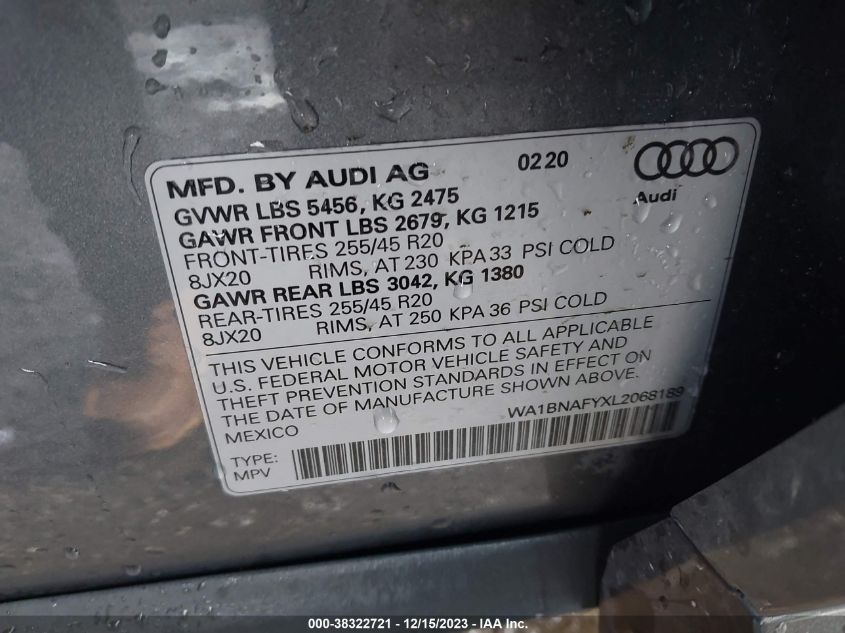 MFD. BY AUDI AG 02 20
Audi
GVWR LBS 5456, KG 2475
GAWR FRONT LBS 2679, KG 1215
FRONT-TIRES 255/45 R20
8JX20 RIMS, AT 230 KPA 33 PSI COLD
GAWR REAR LBS 3042, KG 1380
REAR-TIRES 255/45 R20
8JX20 RIMS, AT 250 KPA 36 PSI COLD
THIS VEHICLE CONFORMS TO ALL APPLICABLE
U.S. FEDERAL MOTOR VEHICLE SAFETY AND
THEFT PREVENTION STANDARDS IN EFFECT ON
THE DATE OF MANUFACTURE SHOWN ABOVE.
MEXICO WA1BNAFYXL2068189
TYPE:
MPV
000-38322721 - 12/15/2023 - IAA Inc.